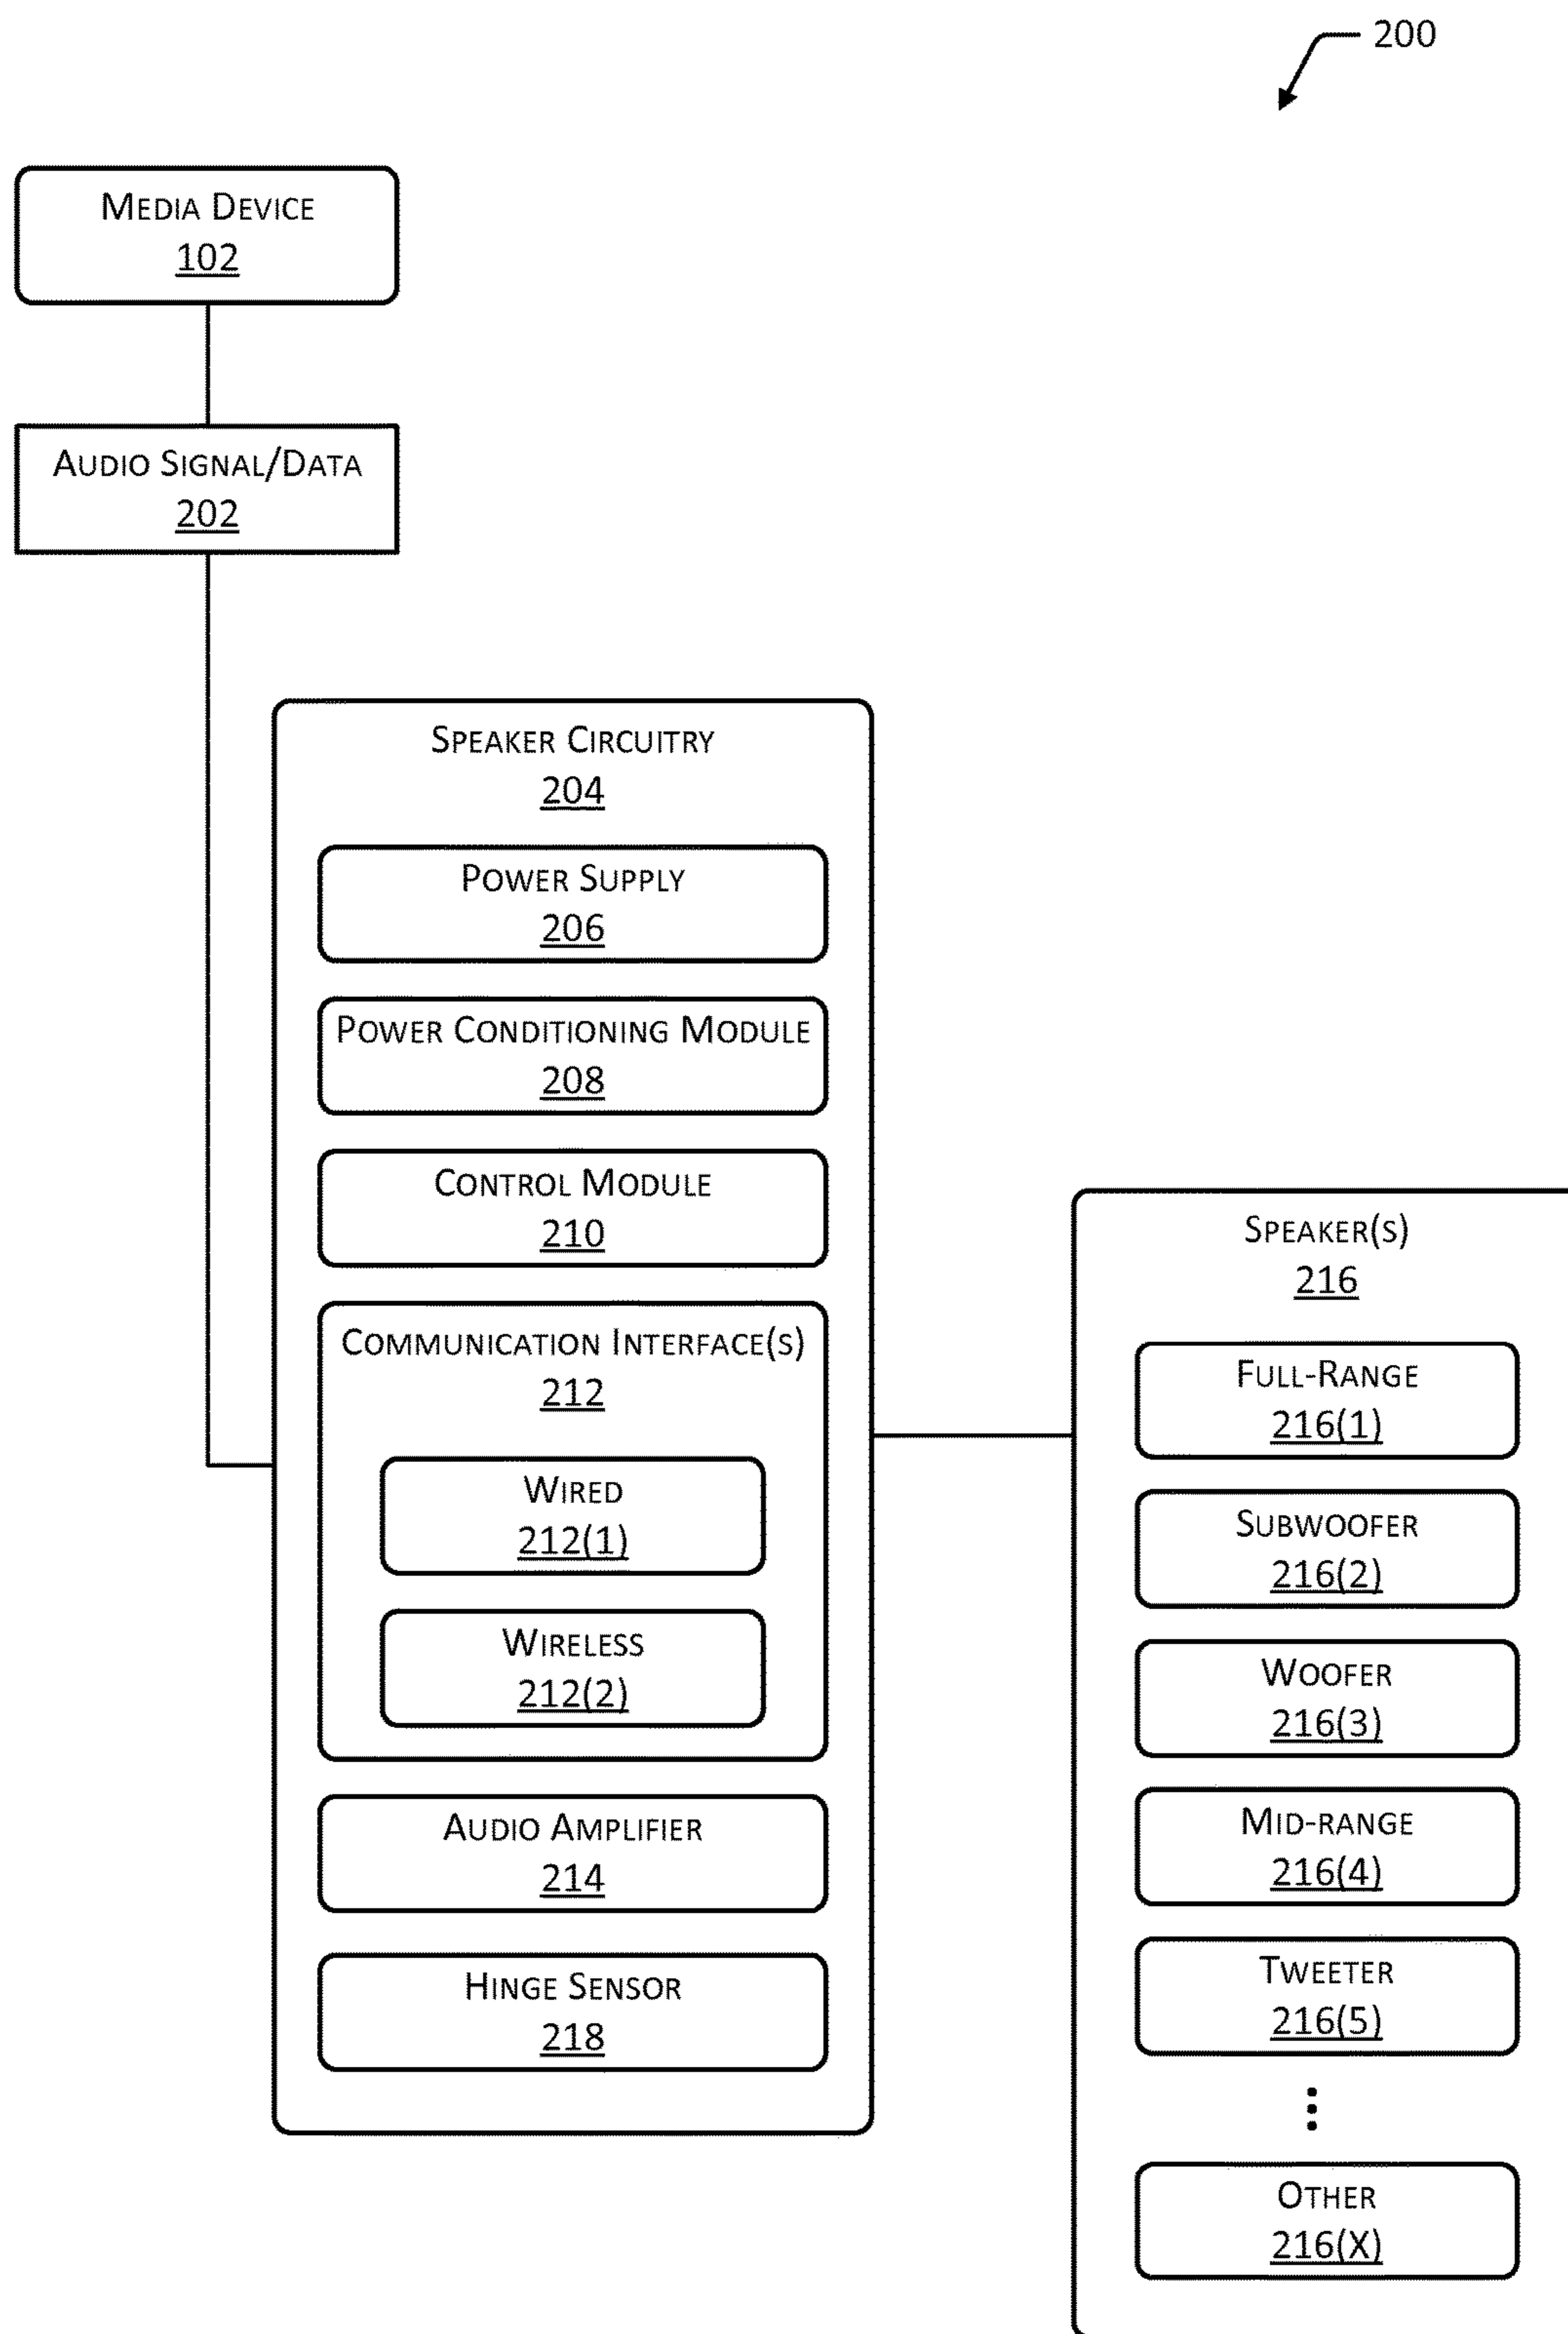 200
MEDIA DEVICE
102
AUDIO SIGNAL/DATA
202
SPEAKER CIRCUITRY
204
POWER SUPPLY
206
POWER CONDITIONING MODULE
208
CONTROL MODULE
210
COMMUNICATION INTERFACE(S)
212
WIRED
212(1)
WIRELESS
212(2)
AUDIO AMPLIFIER
214
HINGE SENSOR
218
SPEAKER(S)
216
FULL-RANGE
216(1)
SUBWOOFER
216(2)
WOOFER
216(3)
MID-RANGE
216(4)
TWEETER
216(5)
OTHER
216(X)